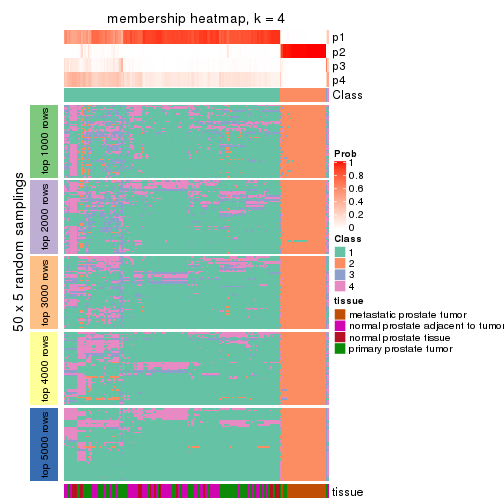 membership heatmap, k = 4
p1
p2
p3
p4
Class
50 x 5 random samplings
top 1000 rows
top 2000 rows
top 3000 rows
top 4000 rows
top 5000 rows
Prob
1
0.8
0.6
0.4
0.2
0
Class
1
2
3
4
tissue
metastatic prostate tumor
normal prostate adjacent to tumor
normal prostate tissue
primary prostate tumor
tissue